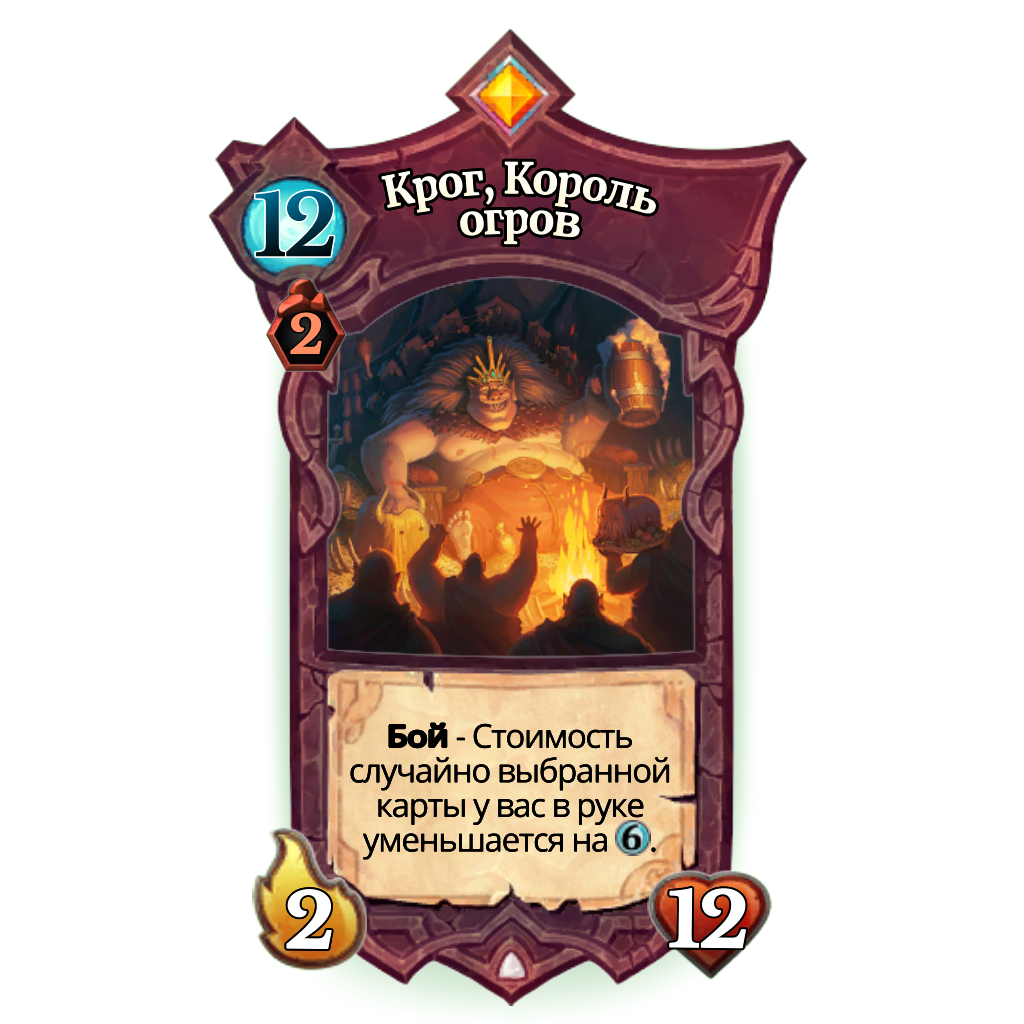 Крог, Король
огров
12
2
Бой - Стоимость
случайно выбранной
карты у вас в руке
уменьшается на 6.
2
12